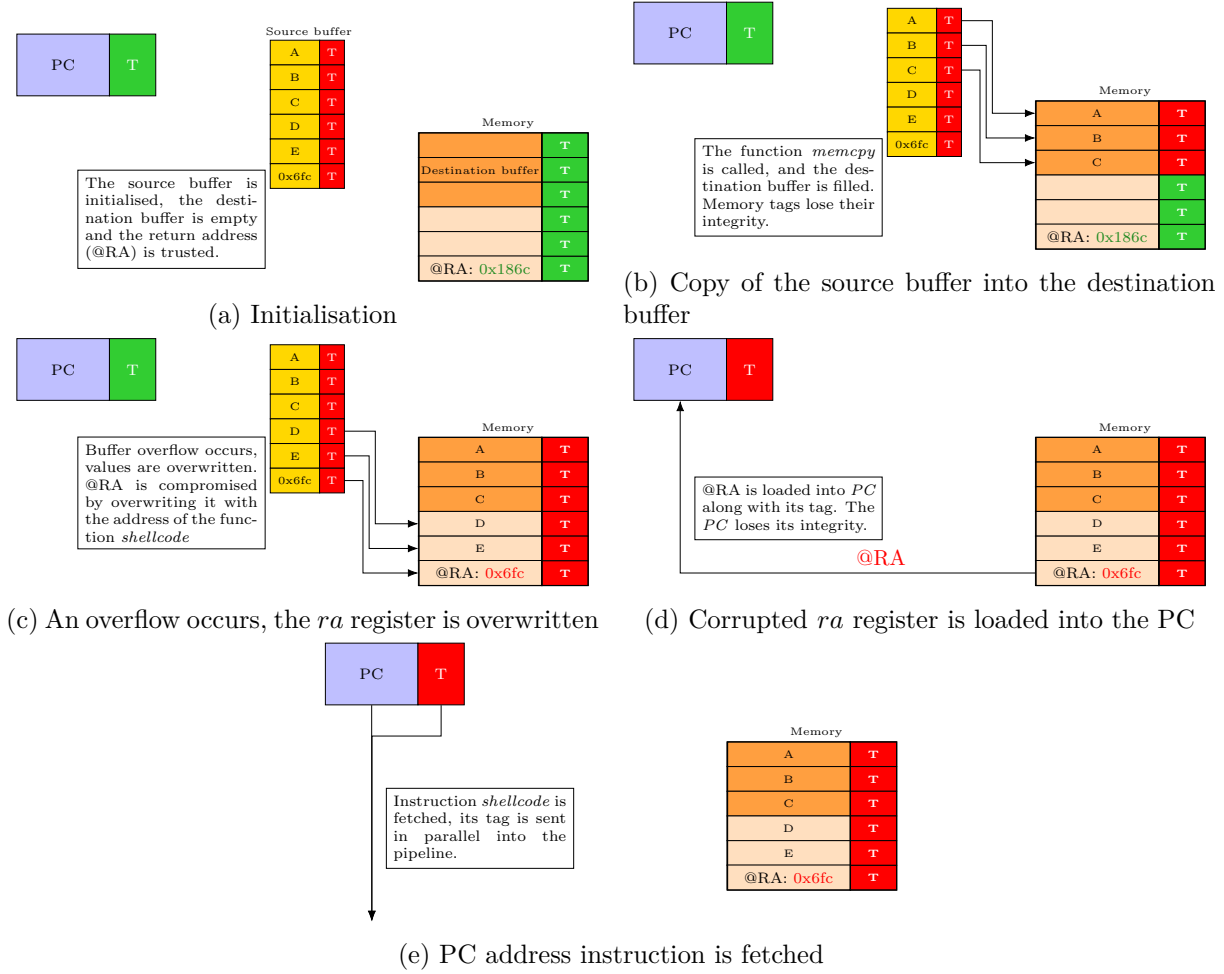 PC
T
Source buffer
A T
B T
C T
D T
E T
0x6fc T
The source buffer is
initialised, the desti-
nation buffer is empty
and the return address
(@RA) is trusted.
Memory
T
Destination buffer T
T
T
T
@RA: 0x186c T
(a) Initialisation
PC
T
A T
B T
C T
D T
E T
0x6fc T
The function memcpy
is called, and the des-
tination buffer is filled.
Memory tags lose their
integrity.
Memory
A T
B T
C T
T
T
@RA: 0x186c T
(b) Copy of the source buffer into the destination
buffer
PC
T
A T
B T
C T
D T
E T
0x6fc T
Buffer overflow occurs,
values are overwritten.
@RA is compromised
by overwriting it with
the address of the func-
tion shellcode
Memory
A T
B T
C T
D T
E T
@RA: 0x6fc T
(c) An overflow occurs, the ra register is overwritten
PC
T
@RA is loaded into PC
along with its tag. The
PC loses its integrity.
@RA
Memory
A T
B T
C T
D T
E T
@RA: 0x6fc T
(d) Corrupted ra register is loaded into the PC
PC
T
Instruction shellcode is
fetched, its tag is sent
in parallel into the
pipeline.
Memory
A T
B T
C T
D T
E T
@RA: 0x6fc T
(e) PC address instruction is fetched